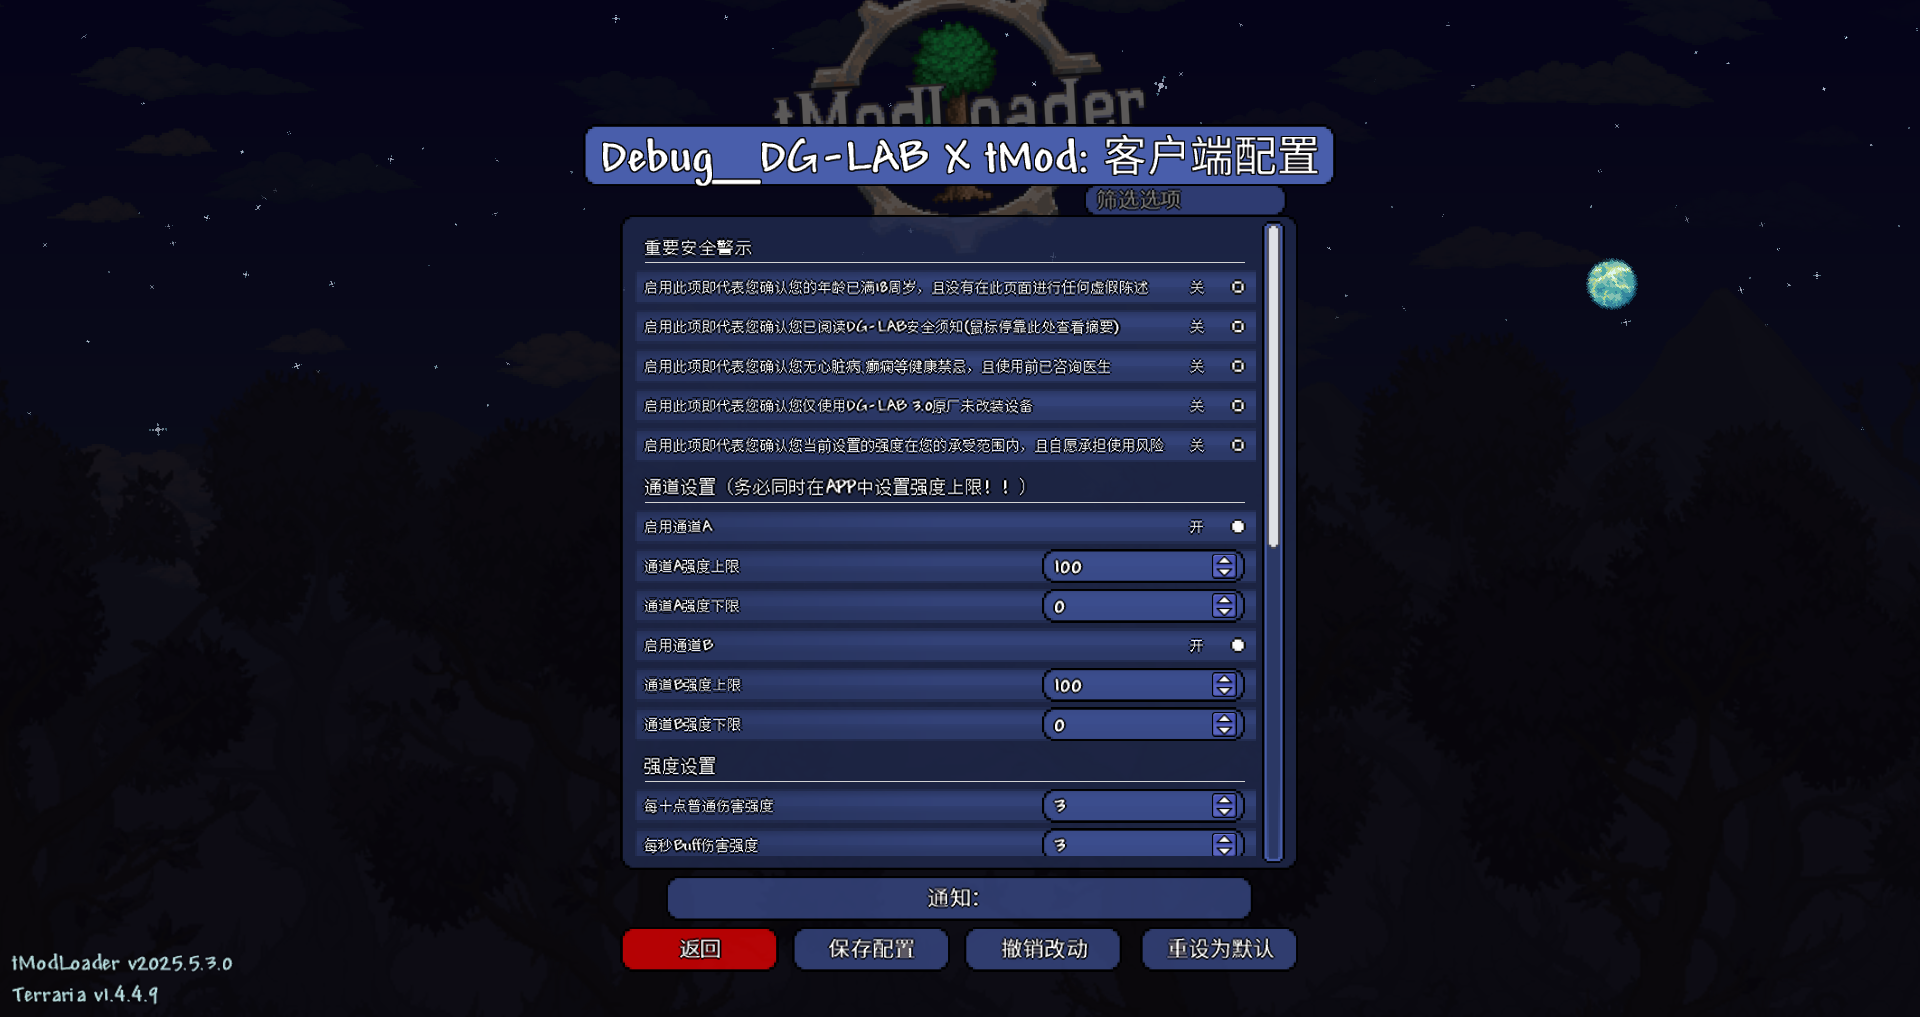 tModLoader
Debug__DG-LAB X tMod: 客户端配置
筛选选项
重要安全警示
启用此项即代表您确认您的年龄已满18周岁，且没有在此页面进行任何虚假陈述 关
启用此项即代表您确认您已阅读DG-LAB安全须知(鼠标停靠此处查看摘要) 关
启用此项即代表您确认您无心脏病,癫痫等健康禁忌，且使用前已咨询医生 关
启用此项即代表您确认您仅使用DG-LAB 3.0原厂未改装设备 关
启用此项即代表您确认您当前设置的强度在您的承受范围内，且自愿承担使用风险 关
通道设置（务必同时在APP中设置强度上限！！）
启用通道A 开
通道A强度上限 100
通道A强度下限 0
启用通道B 开
通道B强度上限 100
通道B强度下限 0
强度设置
每十点普通伤害强度 3
每秒Buff伤害强度 3
通知:
返回 保存配置 撤销改动 重设为默认
tModLoader v2025.5.3.0
Terraria v1.4.4.9